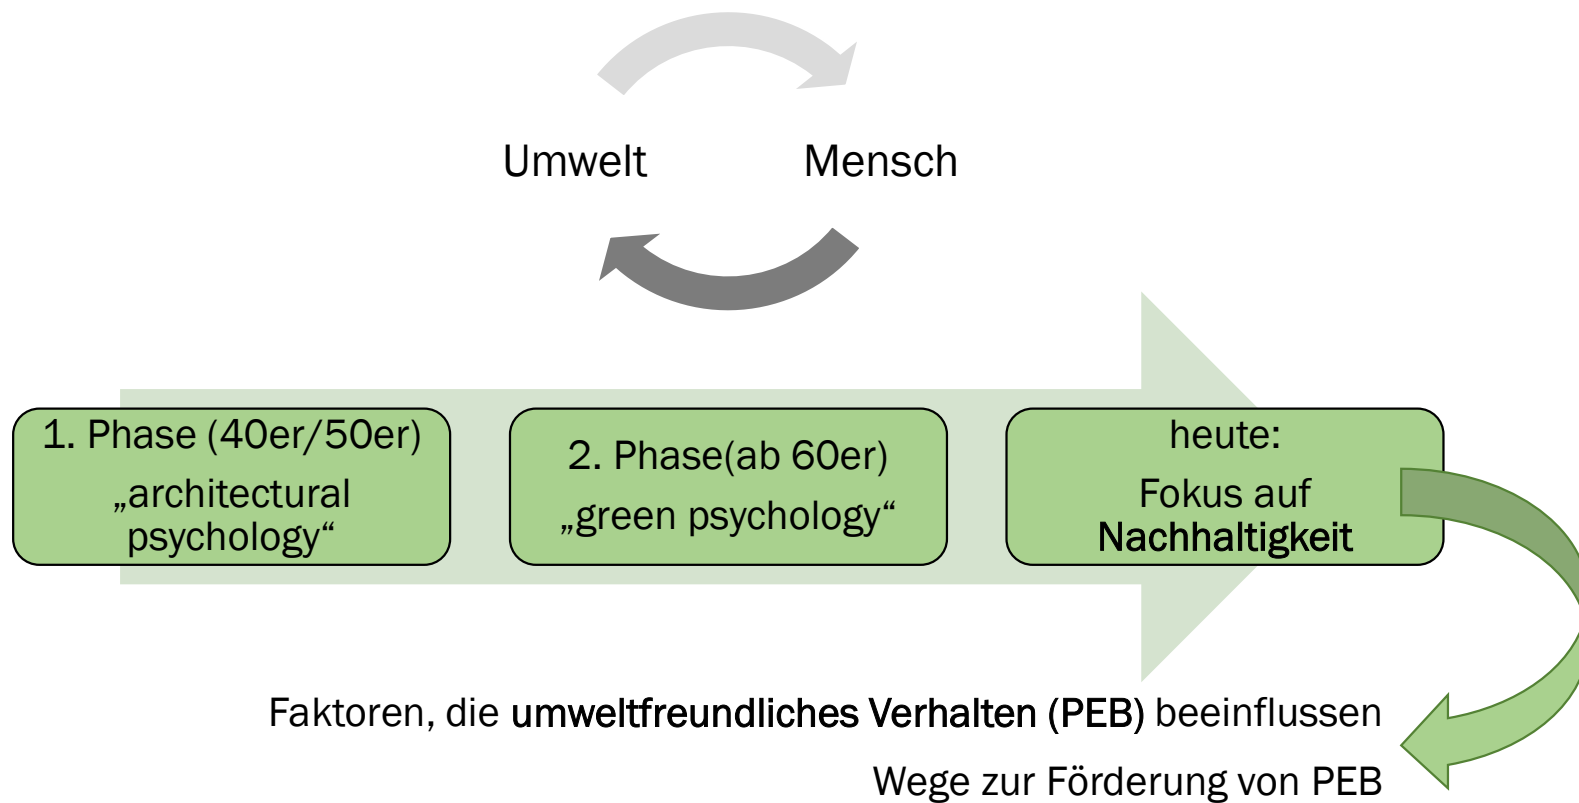 Umwelt
Mensch
1. Phase (40er/50er)
„architectural
psychology“
2. Phase(ab 60er)
„green psychology“
heute:
Fokus auf
Nachhaltigkeit
Faktoren, die umweltfreundliches Verhalten (PEB) beeinflussen
Wege zur Förderung von PEB